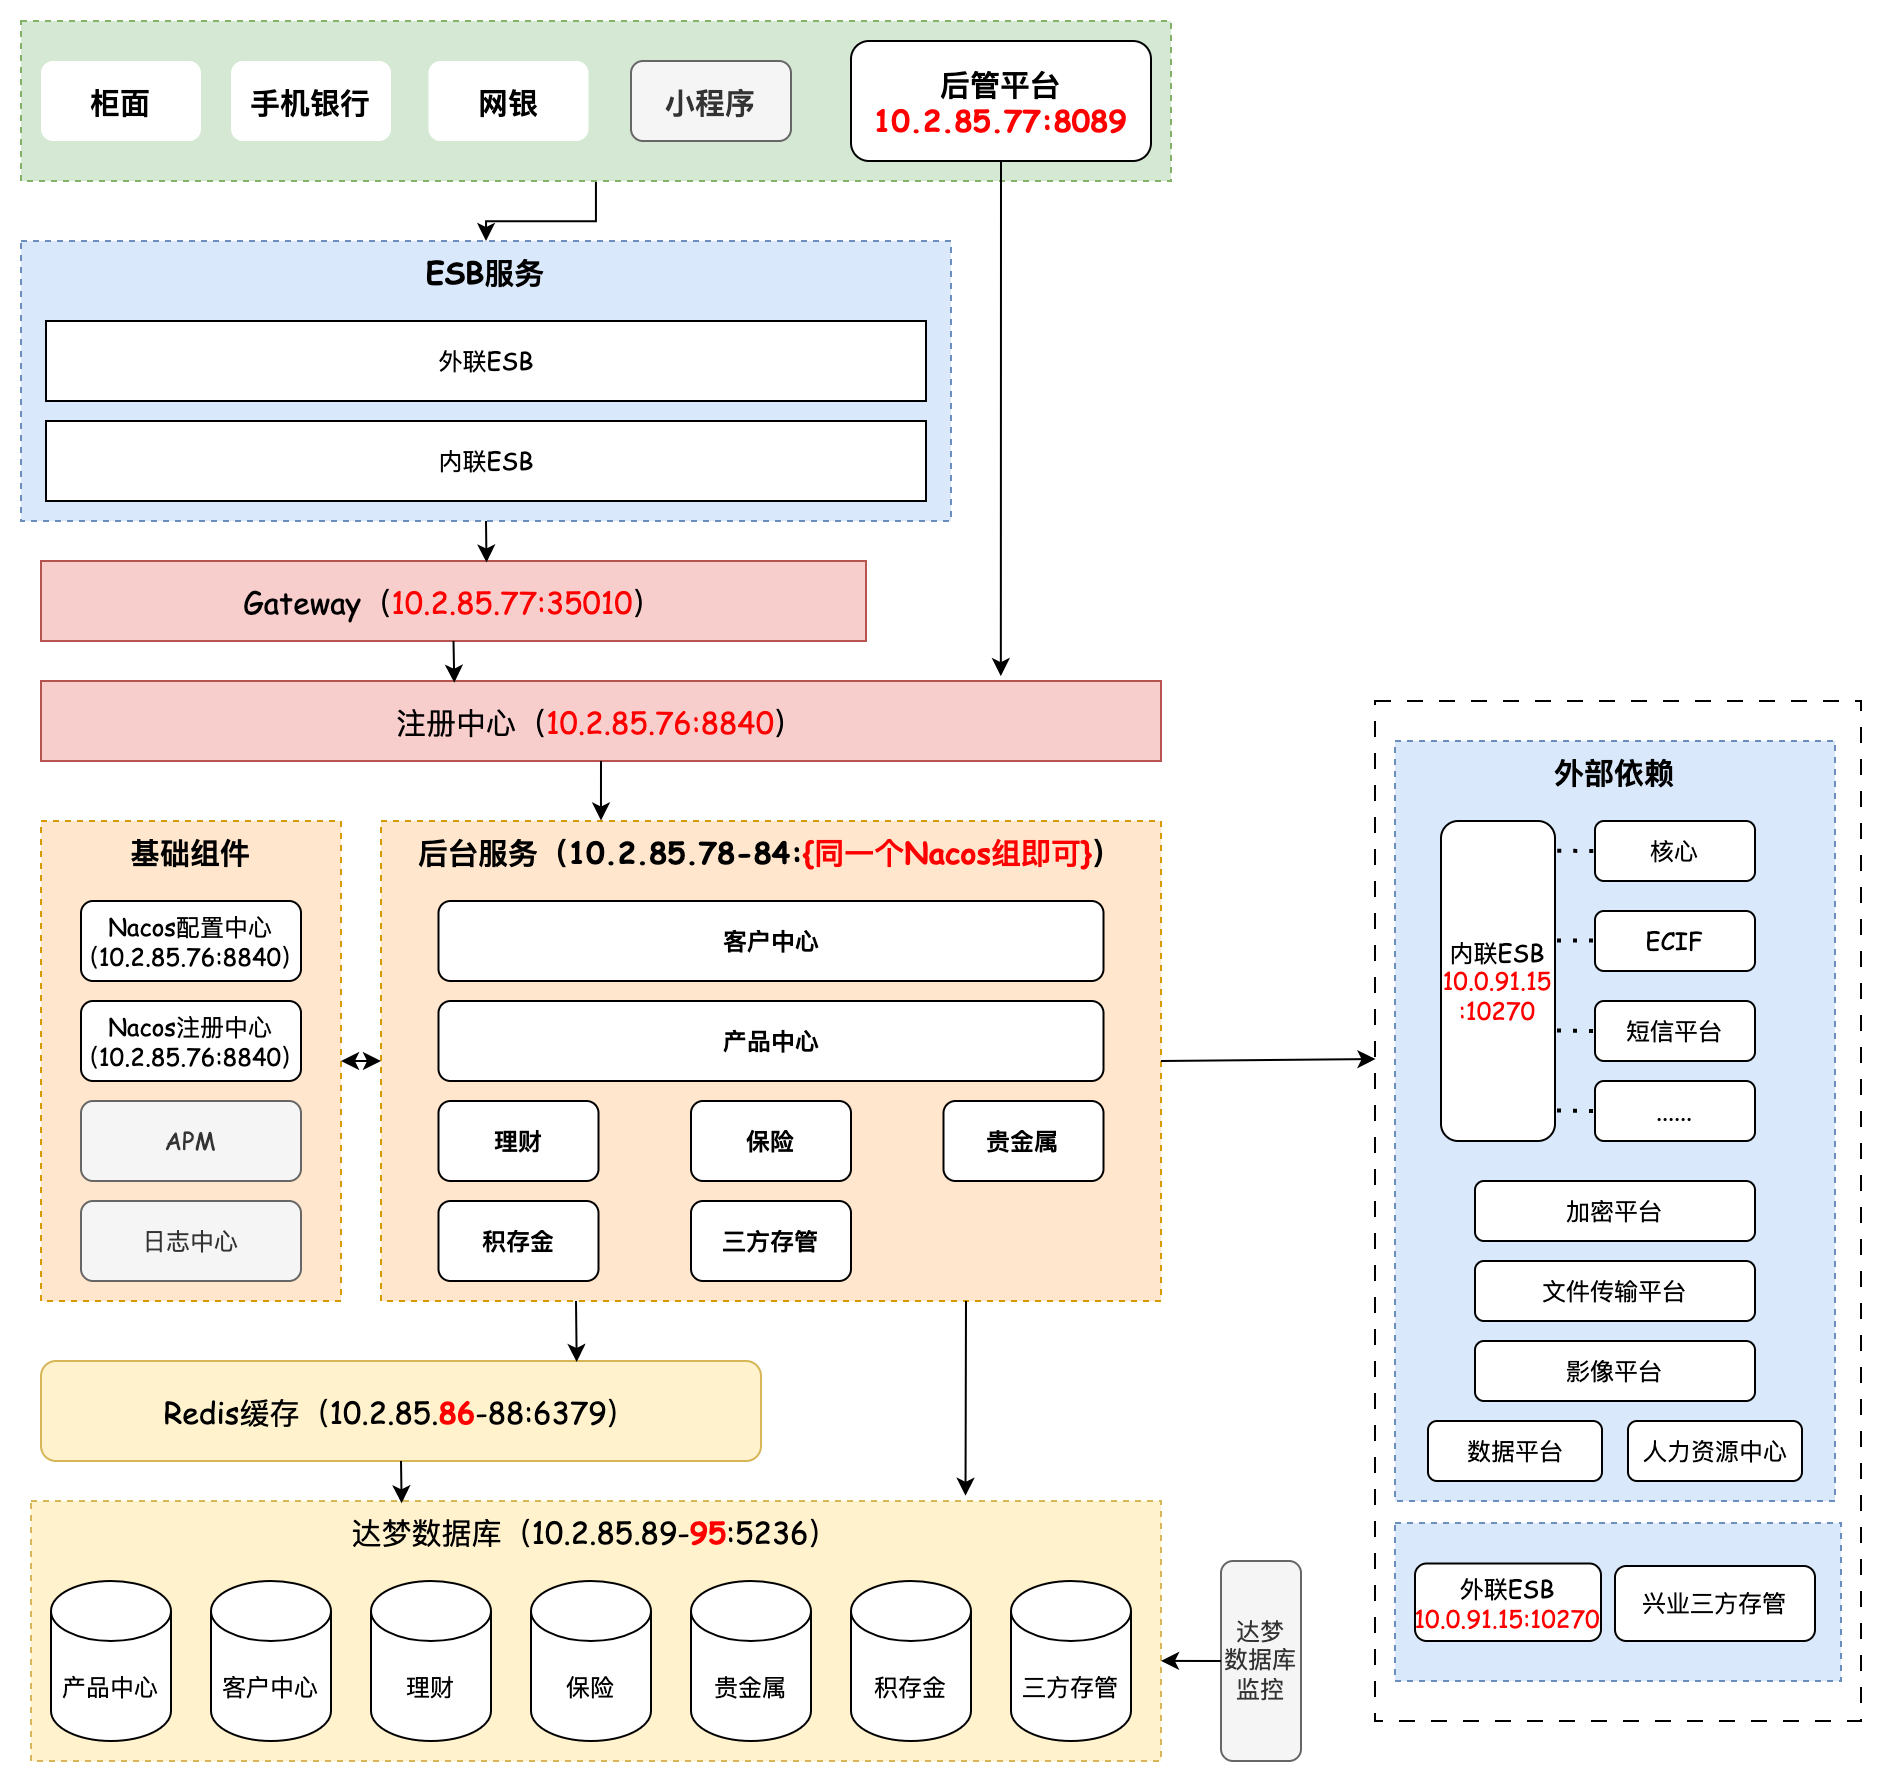 柜面
手机银行
网银
小程序
后管平台
10.2.85.77:8089
ESB服务
外联ESB
内联ESB
Gateway（10.2.85.77:35010）
注册中心（10.2.85.76:8840）
基础组件
Nacos配置中心
(10.2.85.76:8840)
Nacos注册中心
(10.2.85.76:8840)
APM
日志中心
后台服务（10.2.85.78-84:{同一个Nacos组即可}）
客户中心
产品中心
理财
保险
贵金属
积存金
三方存管
Redis缓存（10.2.85.86-88:6379）
达梦数据库（10.2.85.89-95:5236）
产品中心
客户中心
理财
保险
贵金属
积存金
三方存管
达梦
数据库
监控
外部依赖
内联ESB
10.0.91.15
:10270
核心
ECIF
短信平台
......
加密平台
文件传输平台
影像平台
数据平台
人力资源中心
外联ESB
10.0.91.15:10270
兴业三方存管